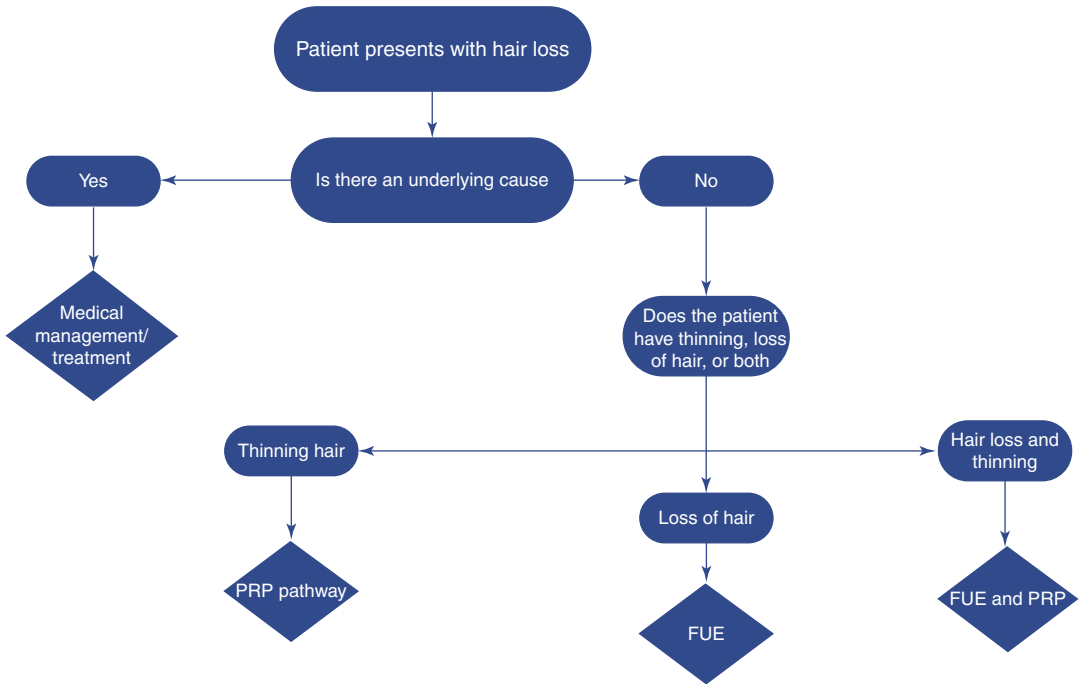 Patient presents with hair loss
Yes
Is there an underlying cause
No
Medical
management/
treatment
Does the patient
have thinning, loss
of hair, or both
Thinning hair
Hair loss and
thinning
Loss of hair
PRP pathway
FUE
FUE and PRP